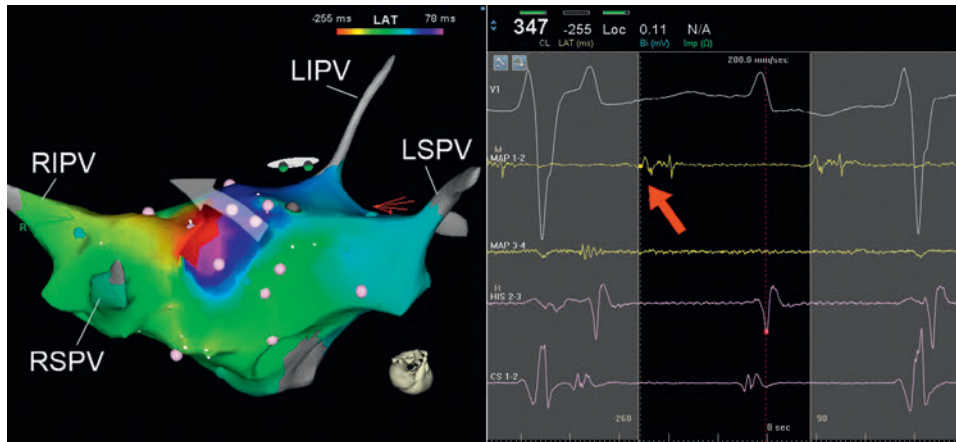 -255 ms LAT 78 ms
LIPV
LSPV
RIPV
R
RSPV
347 -255 Loc 0.11 N/A
CL LAT (ms) Bi (mV) Imp (Ω)
200.0 mm/sec
V1
M
MAP 1-2
MAP 3-4
HIS 2-3
CS 1-2
-268 90
0 sec